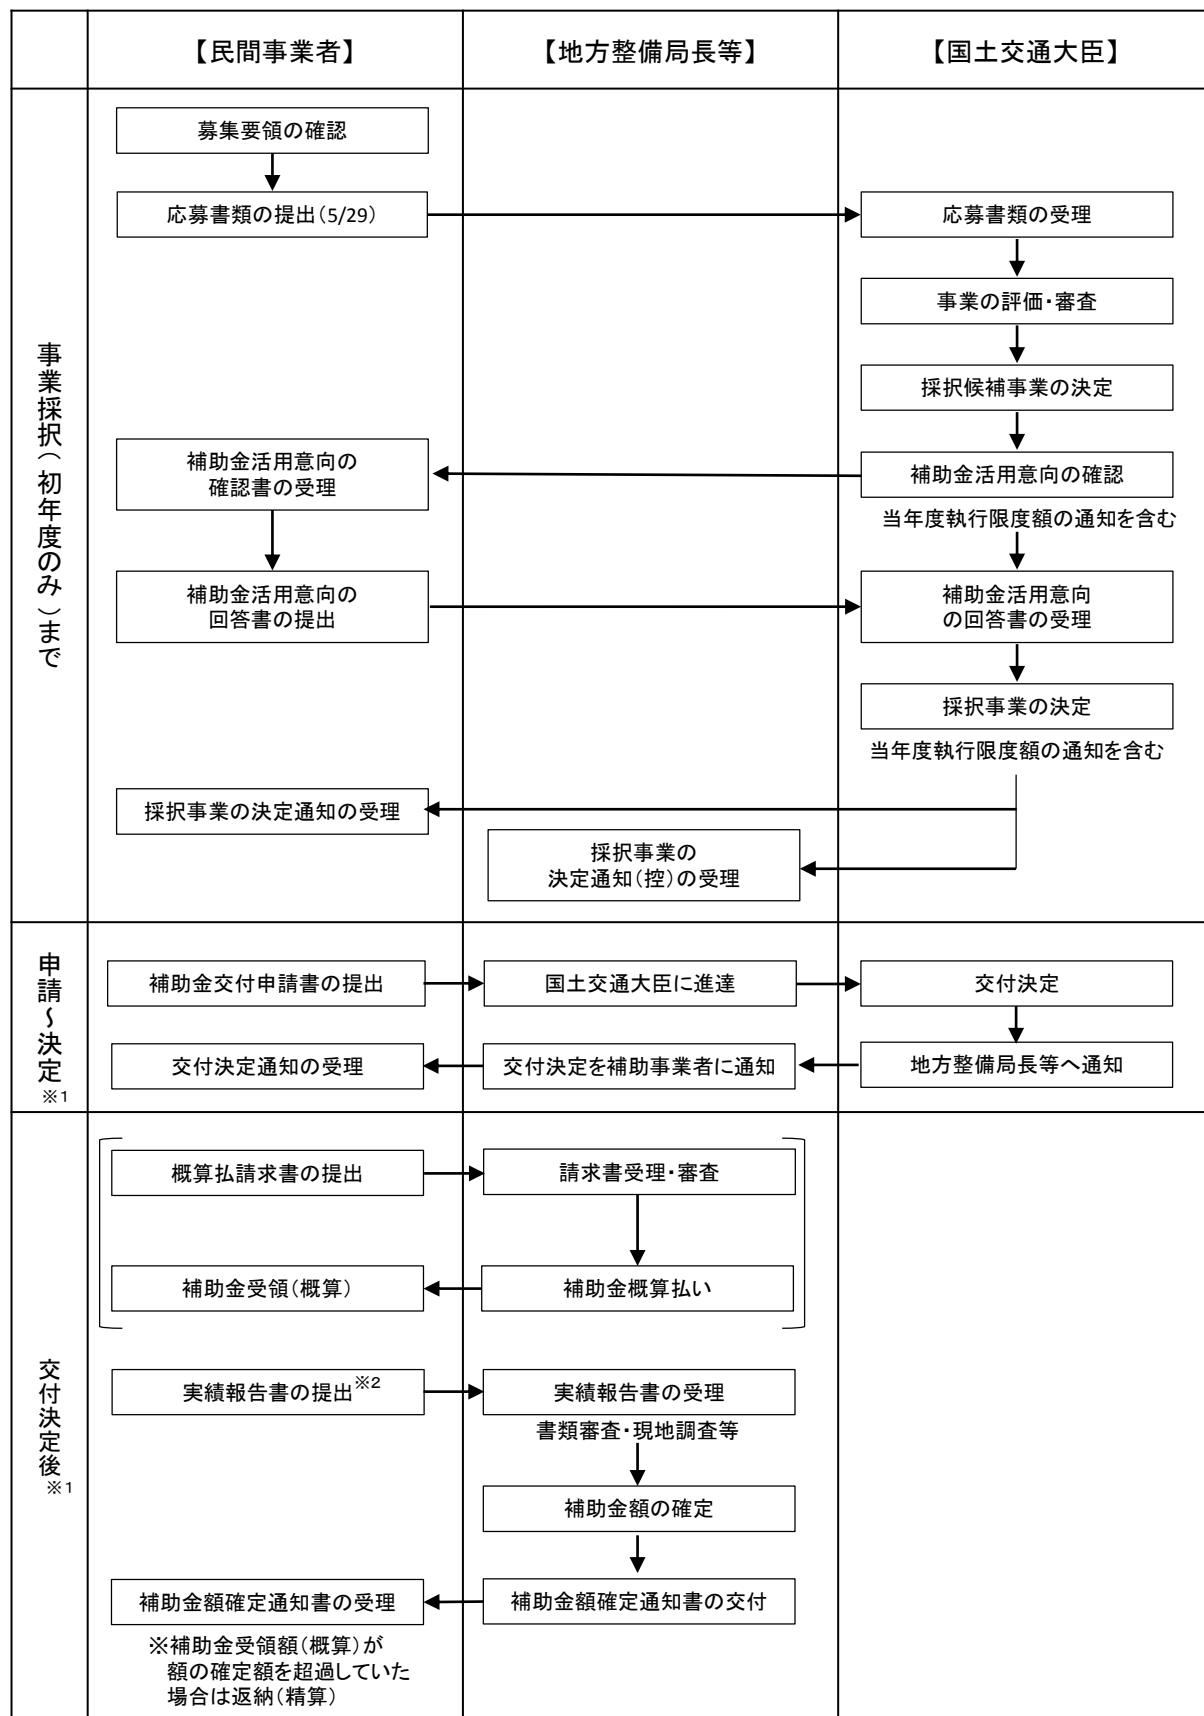 【民間事業者】
【地方整備局長等】
【国土交通大臣】
事業採択(初年度のみ)まで
募集要領の確認
応募書類の提出(5/29)
応募書類の受理
事業の評価・審査
採択候補事業の決定
補助金活用意向の
確認書の受理
補助金活用意向の確認
当年度執行限度額の通知を含む
補助金活用意向の
回答書の提出
補助金活用意向
の回答書の受理
採択事業の決定
当年度執行限度額の通知を含む
採択事業の決定通知の受理
採択事業の
決定通知(控)の受理
申請~決定
※1
補助金交付申請書の提出
国土交通大臣に進達
交付決定
交付決定通知の受理
交付決定を補助事業者に通知
地方整備局長等へ通知
交付決定後
※1
概算払請求書の提出
請求書受理・審査
補助金受領(概算)
補助金概算払い
実績報告書の提出※2
実績報告書の受理
書類審査・現地調査等
補助金額の確定
補助金額確定通知書の受理
補助金額確定通知書の交付
※補助金受領額(概算)が
額の確定額を超過していた
場合は返納(精算)